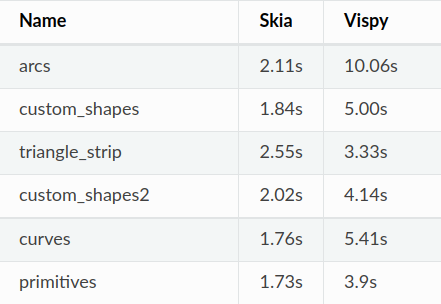 Name Skia Vispy
arcs 2.11s 10.06s
custom_shapes 1.84s 5.00s
triangle_strip 2.55s 3.33s
custom_shapes2 2.02s 4.14s
curves 1.76s 5.41s
primitives 1.73s 3.9s